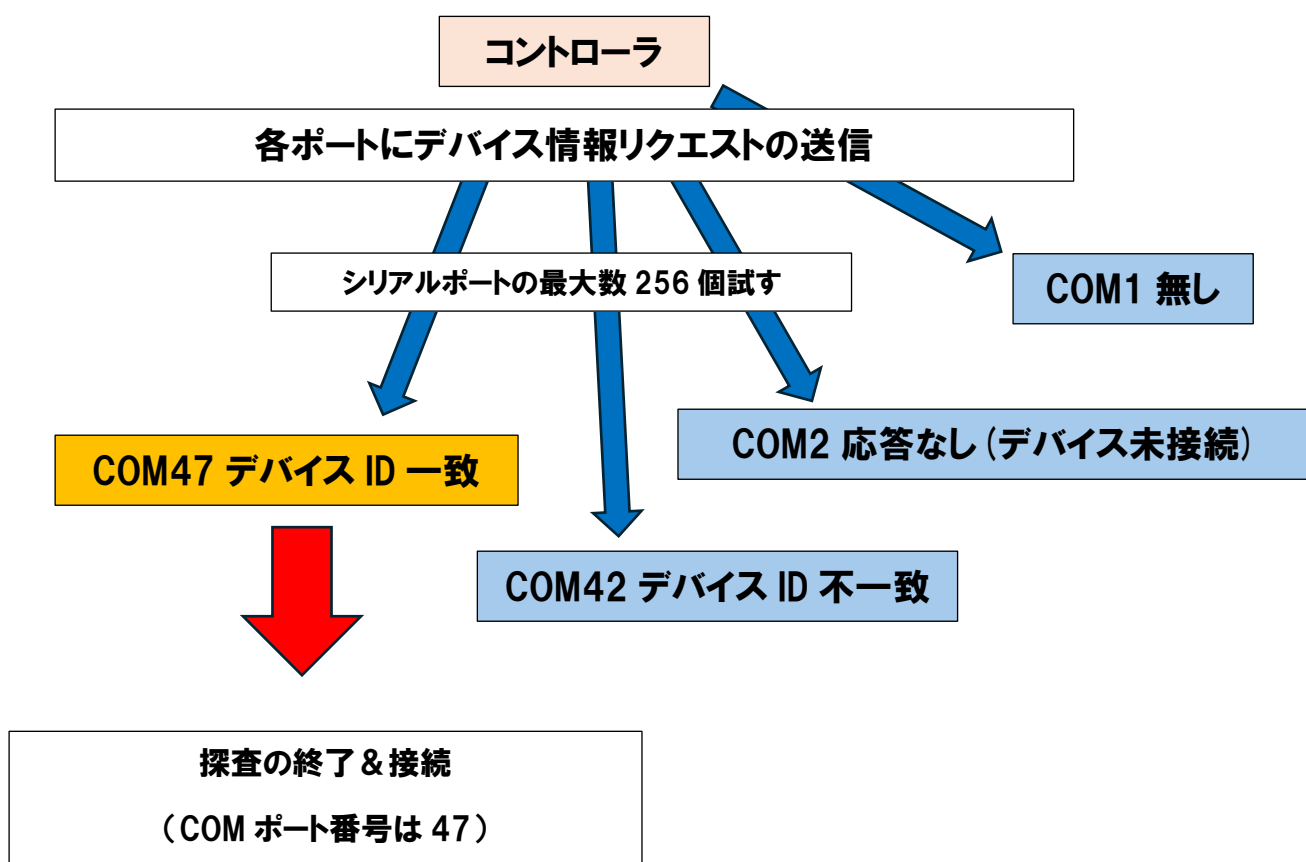 コントローラ
各ポートにデバイス情報リクエストの送信
シリアルポートの最大数 256 個試す
COM1 無し
COM2 応答なし (デバイス未接続)
COM47 デバイス ID 一致
COM42 デバイス ID 不一致
探査の終了＆接続
（COM ポート番号は 47）